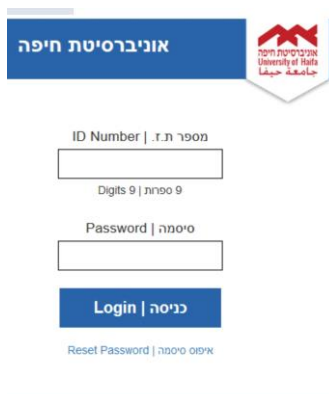 אוניברסיטת חיפה
אוניברסיטת חיפה
University of Haifa
جامعة حيفا
מספר ת.ז. | ID Number
9 ספרות | 9 Digits
סיסמה | Password
כניסה | Login
איפוס סיסמה | Reset Password